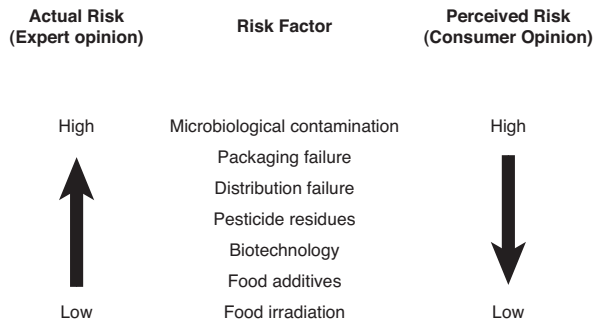 Actual Risk
(Expert opinion)
Risk Factor
Perceived Risk
(Consumer Opinion)
High
Microbiological contamination
High
Packaging failure
Distribution failure
Pesticide residues
Biotechnology
Food additives
Low
Food irradiation
Low